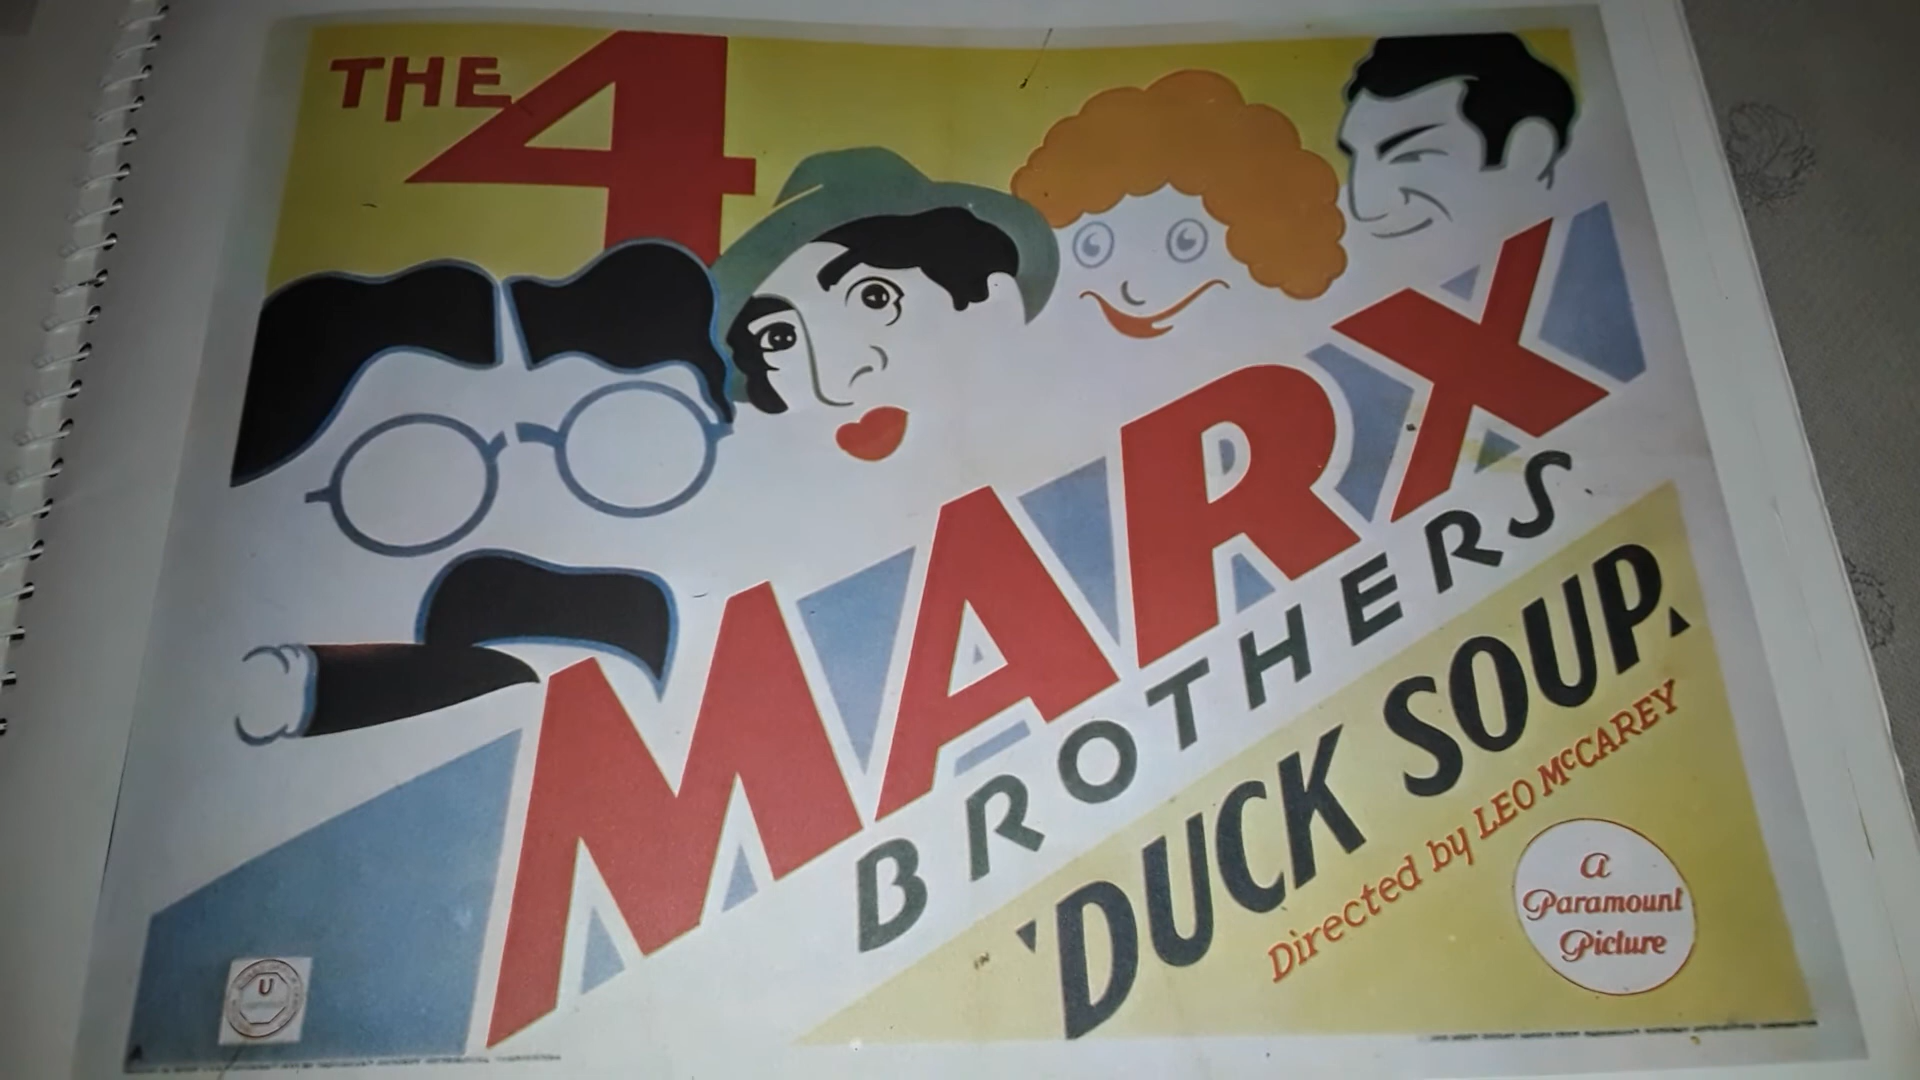 THE 4
MARX
BROTHERS
IN
'DUCK SOUP'
Directed by LEO McCAREY
a
Paramount
Picture
U